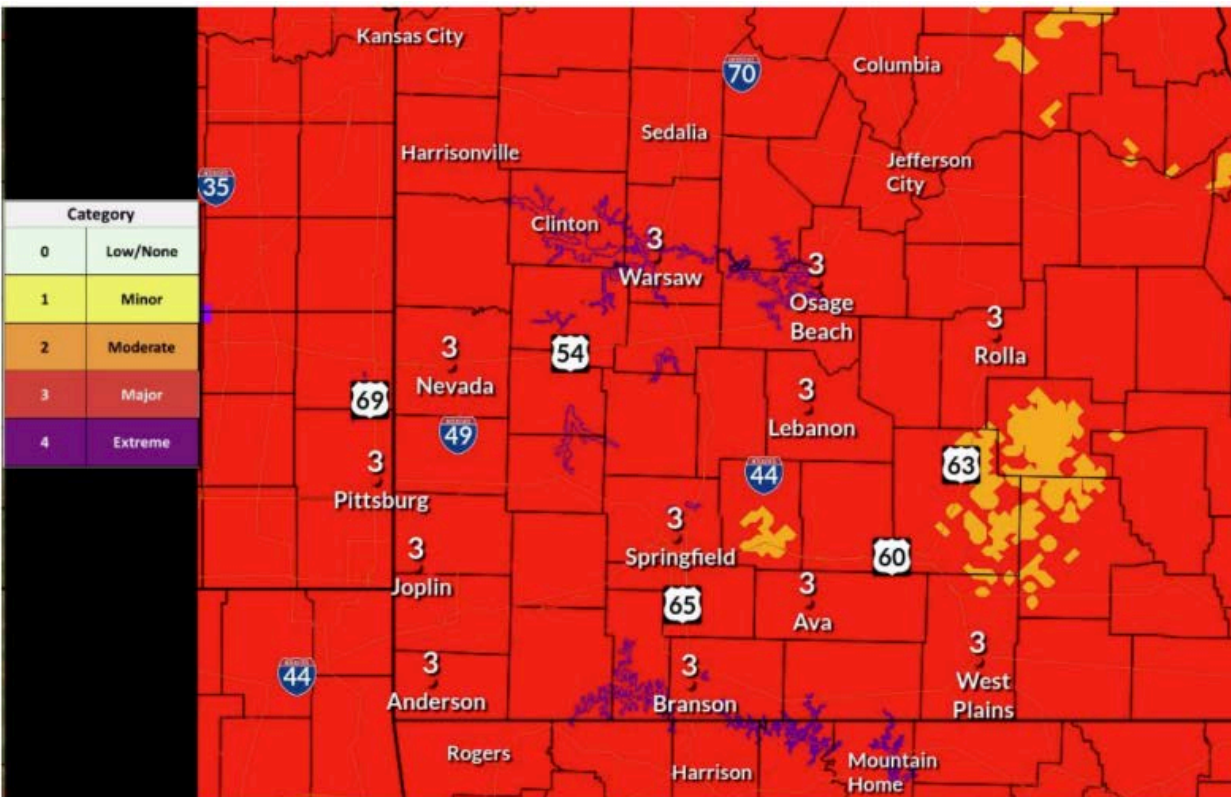 Kansas City
70
Columbia
Sedalia
Harrisonville
Jefferson
City
35
Category
0 Low/None
1 Minor
2 Moderate
3 Major
4 Extreme
Clinton
3
Warsaw
3
Osage
Beach
3
Rolla
3
Nevada
54
69
49
3
Lebanon
3
Pittsburg
44
63
3
Springfield
3
Joplin
60
65
3
Ava
44
3
Anderson
3
Branson
3
West
Plains
Rogers
Harrison
Mountain
Home